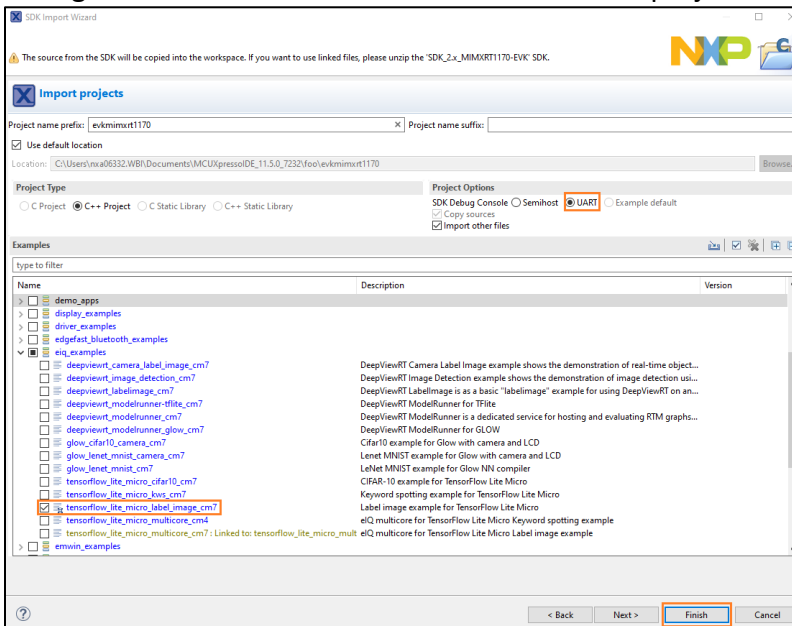 SDK Import Wizard
The source from the SDK will be copied into the workspace. If you want to use linked files, please unzip the 'SDK_2.x_MIMXRT1170-EVK' SDK.
NXP
Import projects
Project name prefix: evkmimxrt1170 Project name suffix:
Use default location
Location: C:\Users\nxa06332.WBI\Documents\MCUXpressoIDE_11.5.0_7232\foo\evkmimxrt1170 Browse
Project Type Project Options
C Project C++ Project C Static Library C++ Static Library SDK Debug Console Semihost UART Example default
Copy sources
Import other files
Examples
type to filter
Name Description Version
demo_apps
display_examples
driver_examples
edgefast_bluetooth_examples
eiq_examples
deepviewrt_camera_label_image_cm7 DeepViewRT Camera Label Image example shows the demonstration of real-time object...
deepviewrt_image_detection_cm7 DeepViewRT Image Detection example shows the demonstration of image detection usi...
deepviewrt_labelimage_cm7 DeepViewRT LabelImage is as a basic "labelimage" example for using DeepViewRT on an...
deepviewrt_modelrunner-tflite_cm7 DeepViewRT ModelRunner for TFlite
deepviewrt_modelrunner_cm7 DeepViewRT ModelRunner is a dedicated service for hosting and evaluating RTM graphs...
deepviewrt_modelrunner_glow_cm7 DeepViewRT ModelRunner for GLOW
glow_cifar10_camera_cm7 Cifar10 example for Glow with camera and LCD
glow_lenet_mnist_camera_cm7 Lenet MNIST example for Glow with camera and LCD
glow_lenet_mnist_cm7 LeNet MNIST example for Glow NN compiler
tensorflow_lite_micro_cifar10_cm7 CIFAR-10 example for TensorFlow Lite Micro
tensorflow_lite_micro_kws_cm7 Keyword spotting example for TensorFlow Lite Micro
tensorflow_lite_micro_label_image_cm7 Label image example for TensorFlow Lite Micro
tensorflow_lite_micro_multicore_cm4 eIQ multicore for TensorFlow Lite Micro Keyword spotting example
tensorflow_lite_micro_multicore_cm7 : Linked to: tensorflow_lite_micro_mult eIQ multicore for TensorFlow Lite Micro Label image example
emwin_examples
< Back Next > Finish Cancel